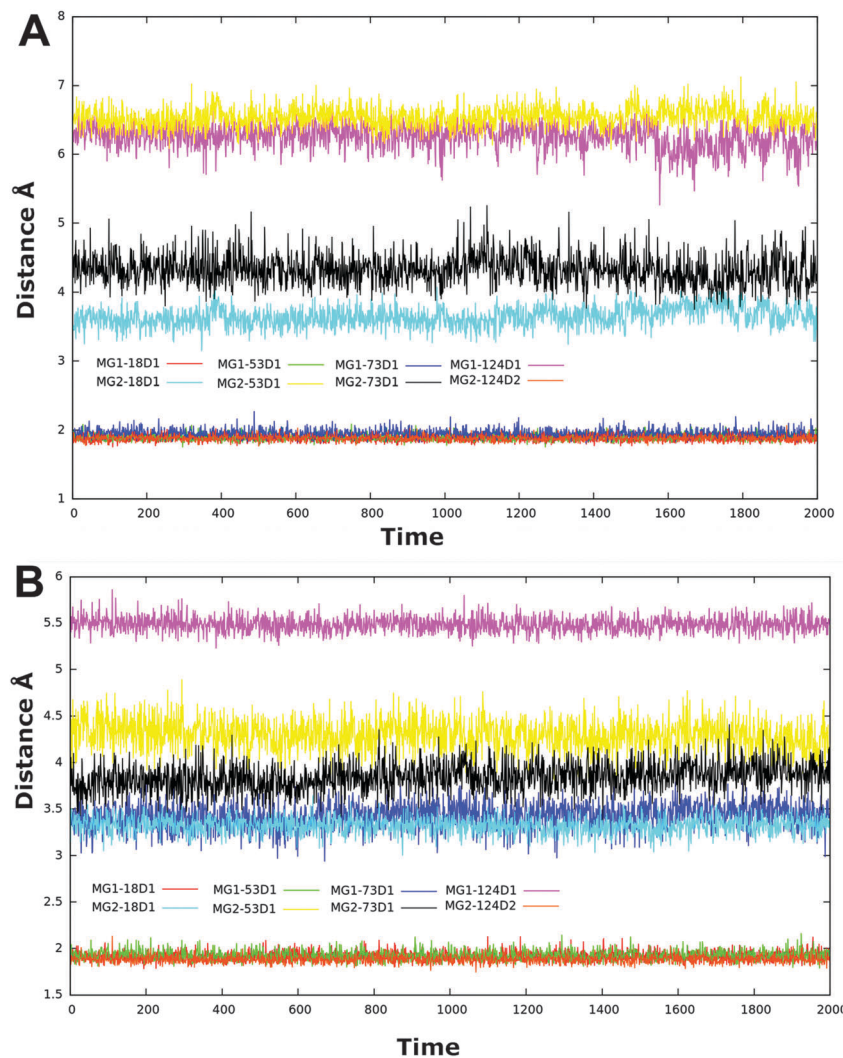 A
8
7
6
5
4
3
2
1
Distance Å
MG1-18D1 MG1-53D1 MG1-73D1 MG1-124D1
MG2-18D1 MG2-53D1 MG2-73D1 MG2-124D2
0 200 400 600 800 1000 1200 1400 1600 1800 2000
Time
B
6
5.5
5
4.5
4
3.5
3
2.5
2
1.5
Distance Å
MG1-18D1 MG1-53D1 MG1-73D1 MG1-124D1
MG2-18D1 MG2-53D1 MG2-73D1 MG2-124D2
0 200 400 600 800 1000 1200 1400 1600 1800 2000
Time